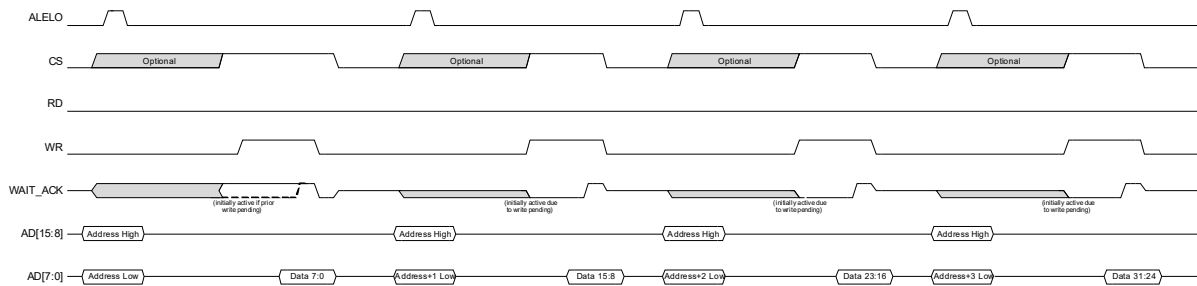 ALELO
CS
Optional
Optional
Optional
Optional
RD
WR
WAIT_ACK
(initially active if prior
write pending)
(initially active due
to write pending)
(initially active due
to write pending)
(initially active due
to write pending)
AD[15:8]
Address High
Address High
Address High
Address High
AD[7:0]
Address Low
Data 7:0
Address+1 Low
Data 15:8
Address+2 Low
Data 23:16
Address+3 Low
Data 31:24